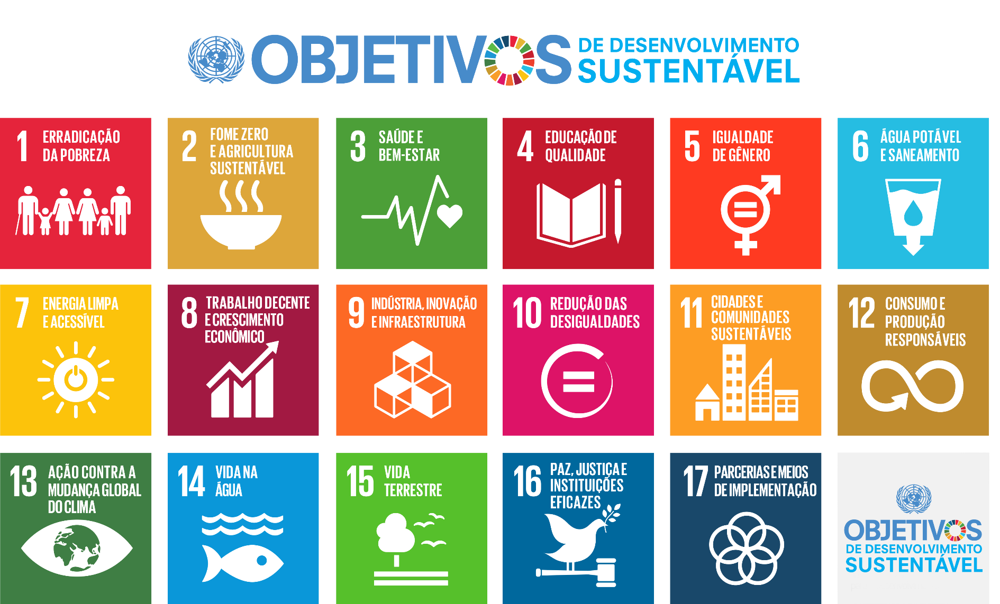 OBJETIVOS
DE DESENVOLVIMENTO
SUSTENTÁVEL
1
ERRADICAÇÃO
DA POBREZA
2
FOME ZERO
E AGRICULTURA
SUSTENTÁVEL
3
SAÚDE E
BEM-ESTAR
4
EDUCAÇÃO DE
QUALIDADE
5
IGUALDADE
DE GÊNERO
6
ÁGUA POTÁVEL
E SANEAMENTO
7
ENERGIA LIMPA
E ACESSÍVEL
8
TRABALHO DECENTE
E CRESCIMENTO
ECONÔMICO
9
INDÚSTRIA, INOVAÇÃO
E INFRAESTRUTURA
10
REDUÇÃO DAS
DESIGUALDADES
11
CIDADES E
COMUNIDADES
SUSTENTÁVEIS
12
CONSUMO E
PRODUÇÃO
RESPONSÁVEIS
13
AÇÃO CONTRA A
MUDANÇA GLOBAL
DO CLIMA
14
VIDA NA
ÁGUA
15
VIDA
TERRESTRE
16
PAZ, JUSTIÇA E
INSTITUIÇÕES
EFICAZES
17
PARCERIAS E MEIOS
DE IMPLEMENTAÇÃO
OBJETIVOS
DE DESENVOLVIMENTO
SUSTENTÁVEL